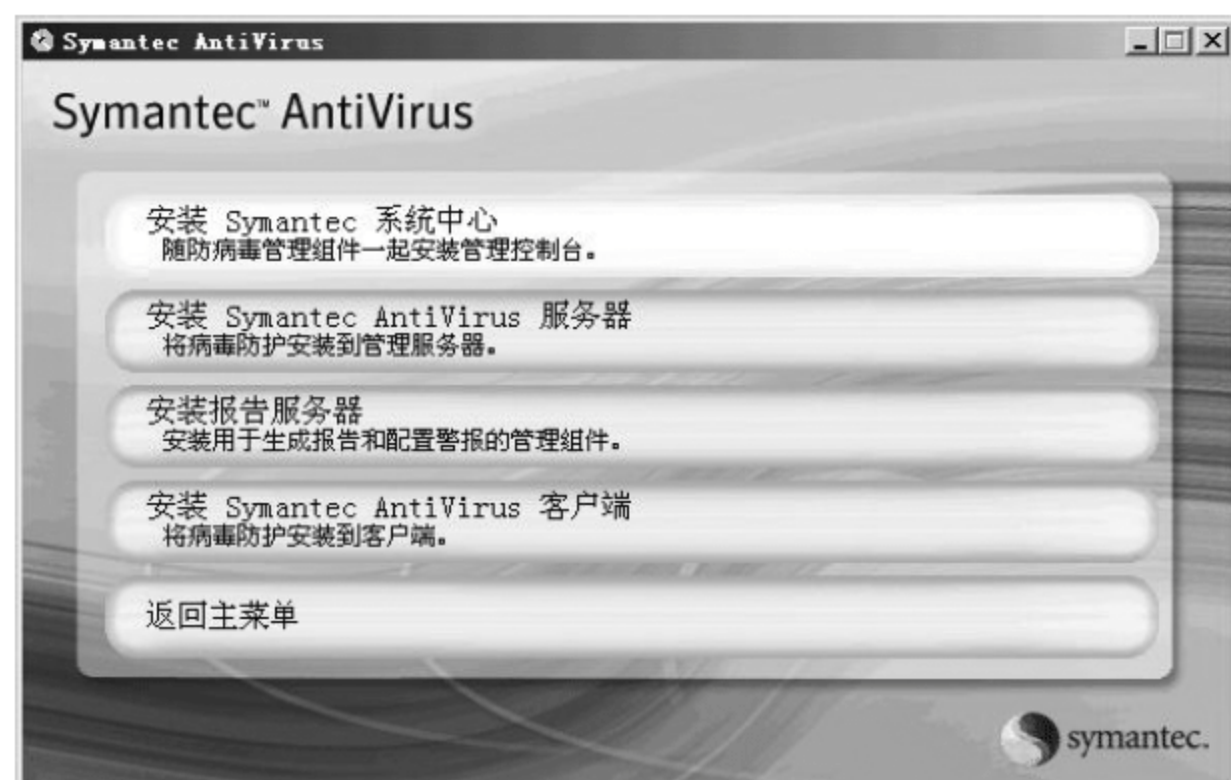 Symantec AntiVirus
Symantec™ AntiVirus
安装 Symantec 系统中心
随防病毒管理组件一起安装管理控制台。
安装 Symantec AntiVirus 服务器
将病毒防护安装到管理服务器。
安装报告服务器
安装用于生成报告和配置警报的管理组件。
安装 Symantec AntiVirus 客户端
将病毒防护安装到客户端。
返回主菜单
symantec.